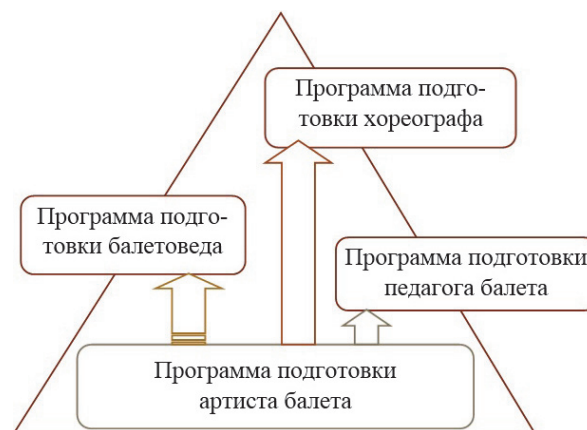 Программа подго-
товки хореографа
Программа подго-
товки балетоведа
Программа подготовки
педагога балета
Программа подготовки
артиста балета